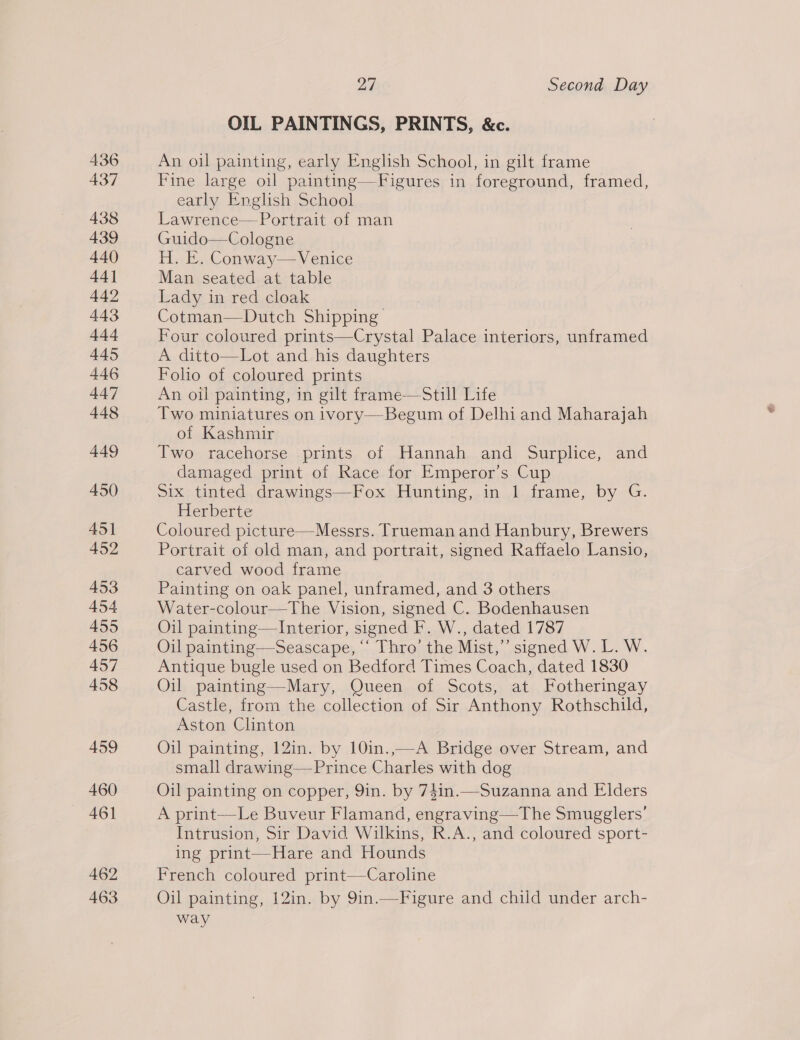 27 Second Day
OIL PAINTINGS, PRINTS, &c.
436 An oil painting, early English School, in gilt frame
437 Fine large oil painting—Figures in foreground, framed,
early English School
438 Lawrence—Portrait of man
439 Guido—Cologne
440 H. E. Conway—Venice
441 Man seated at table
442 Lady in red cloak
443 Cotman—Dutch Shipping
444 Four coloured prints—Crystal Palace interiors, unframed
445 A ditto—Lot and his daughters
446 Folio of coloured prints
447 An oil painting, in gilt frame—Still Life
448 Two miniatures on ivory—Begum of Delhi and Maharajah
of Kashmir
449 Two racehorse prints of Hannah and Surplice, and
damaged print of Race for Emperor's Cup
450 Six tinted drawings—Fox Hunting, in 1 frame, by G.
Herberte
451 Coloured picture—Messrs. Trueman and Hanbury, Brewers
452 Portrait of old man, and portrait, signed Raffaelo Lansio,
carved wood frame
453 Painting on oak panel, unframed, and 3 others
454 Water-colour—The Vision, signed C. Bodenhausen
455 Oil painting—Interior, signed F. W., dated 1787
456 Oil painting—Seascape, “ Thro’ the Mist,” signed W. L. W.
457 Antique bugle used on Bedford Times Coach, dated 1830
458 Oil painting—Mary, Queen of Scots, at Fotheringay
Castle, from the collection of Sir Anthony Rothschild,
Aston Clinton
459 Oil painting, 12in. by 10in.,—A Bridge over Stream, and
small drawing—Prince Charles with dog
460 Oil painting on copper, 9in. by 7½in.—Suzanna and Elders
461 A print—Le Buveur Flamand, engraving—The Smugglers’
Intrusion, Sir David Wilkins, R.A., and coloured sport-
ing print—Hare and Hounds
462 French coloured print—Caroline
463 Oil painting, 12in. by 9in.—Figure and child under arch-
way